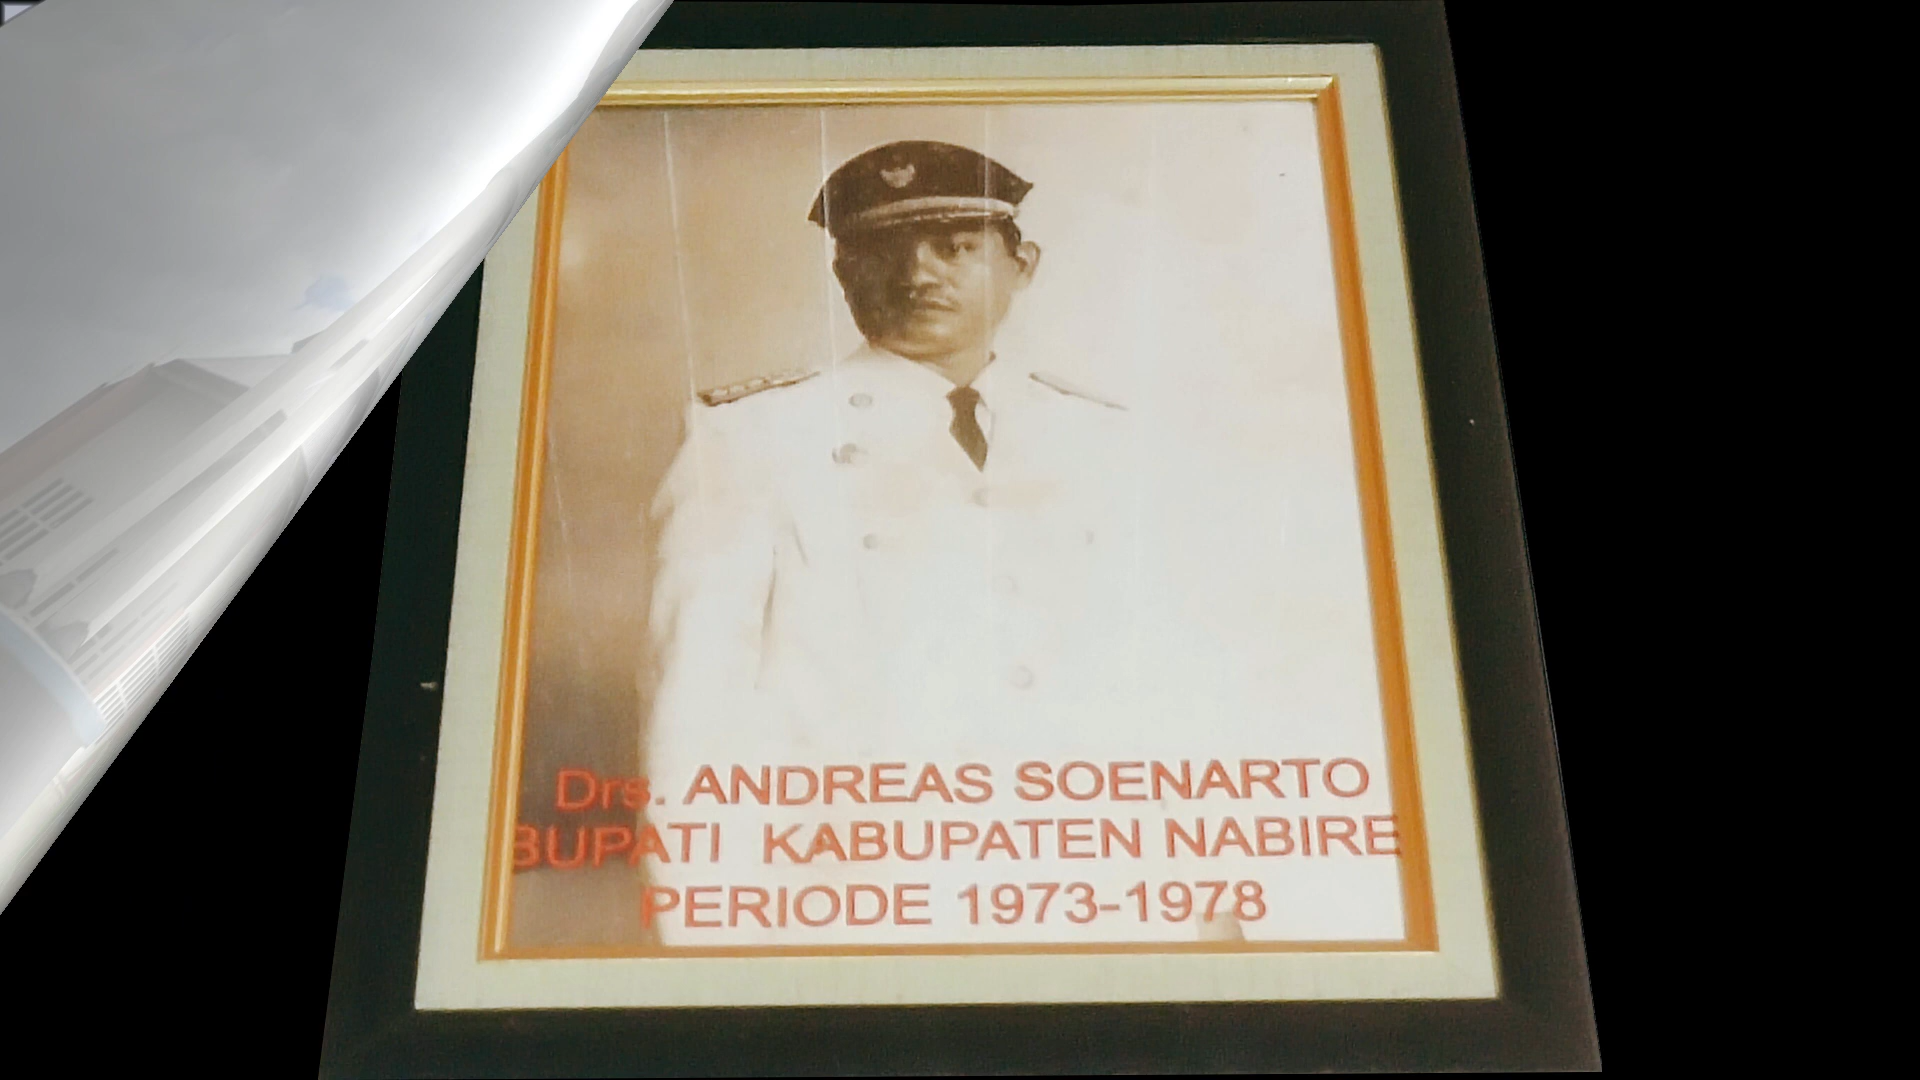 Drs. ANDREAS SOENARTO
BUPATI KABUPATEN NABIRE
PERIODE 1973-1978